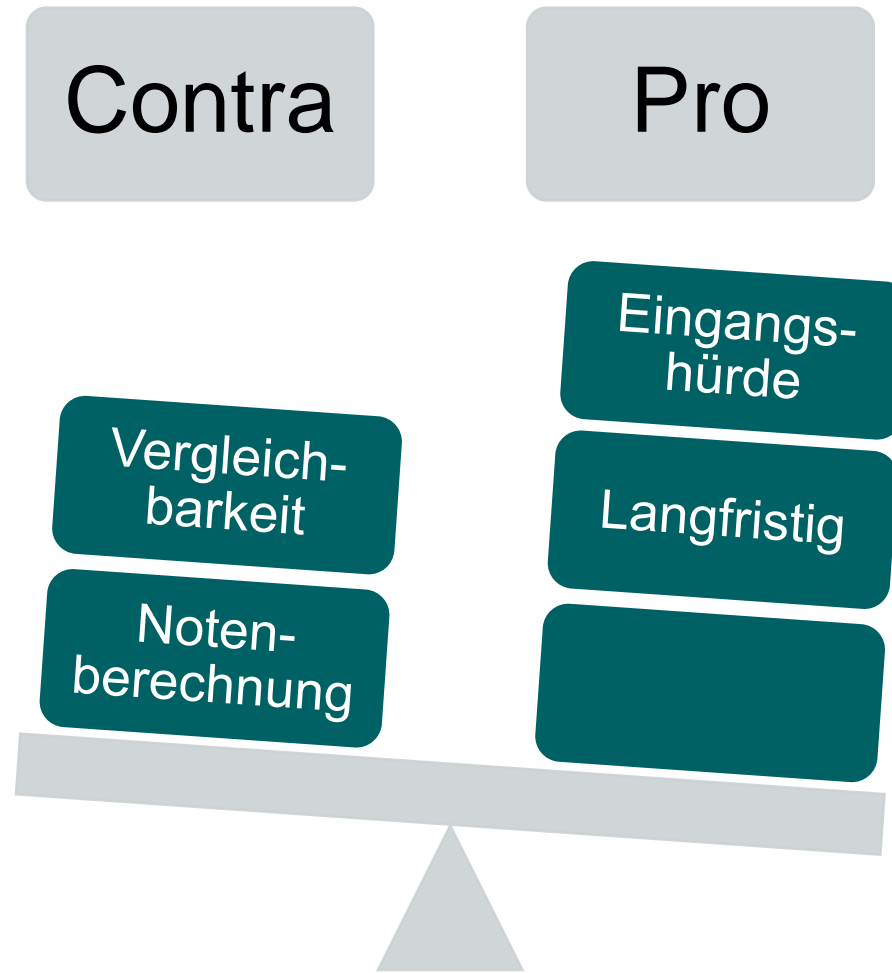 Contra
Pro
Vergleich-
barkeit
Noten-
berechnung
Eingangs-
hürde
Langfristig